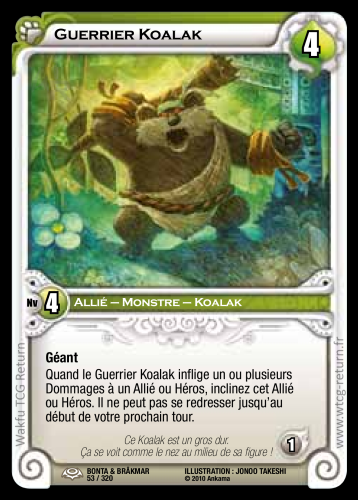 Guerrier Koalak
4
Nv 4 Allié – Monstre – Koalak
Géant
Quand le Guerrier Koalak inflige un ou plusieurs
Dommages à un Allié ou Héros, inclinez cet Allié
ou Héros. Il ne peut pas se redresser jusqu'au
début de votre prochain tour.
Ce Koalak est un gros dur.
Ça se voit comme le nez au milieu de sa figure !
1
BONTA & BRÂKMAR
53 / 320
ILLUSTRATION : JONOO TAKESHI
© 2010 Ankama
Wakfu TCG Return
www.wtcg-return.fr